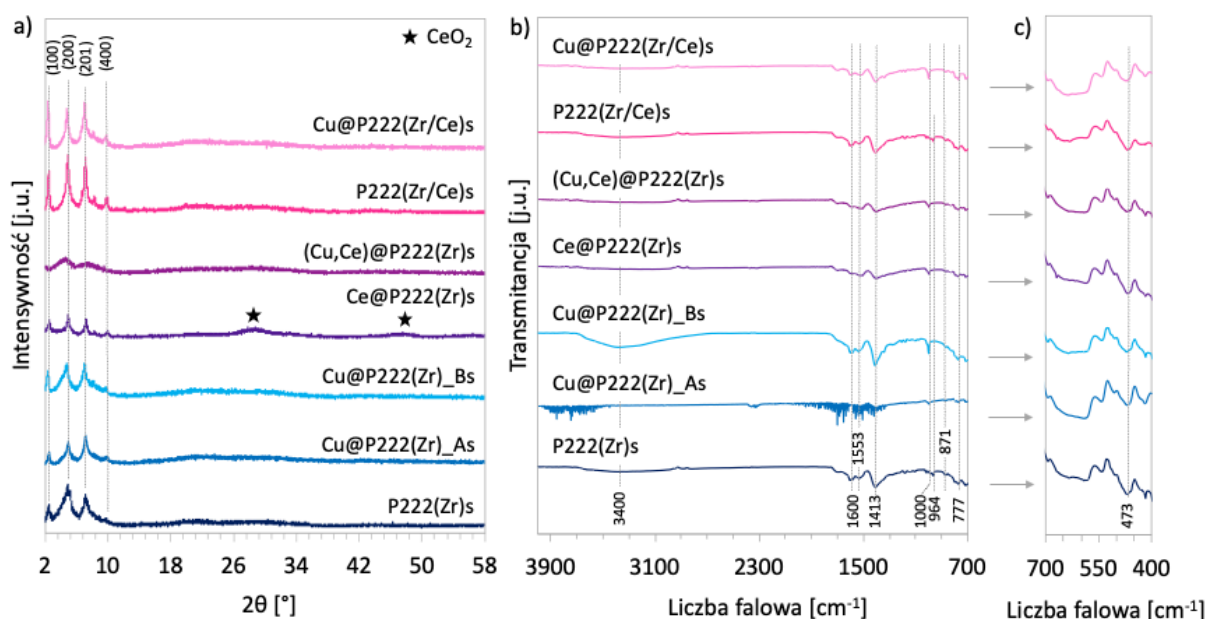 a)
★ CeO2
(100)
(200)
(201)
(400)
Cu@P222(Zr/Ce)s
P222(Zr/Ce)s
(Cu,Ce)@P222(Zr)s
Ce@P222(Zr)s
Cu@P222(Zr)_Bs
Cu@P222(Zr)_As
P222(Zr)s
Intensywność [j.u.]
2 10 18 26 34 42 50 58
2θ [°]
b)
Cu@P222(Zr/Ce)s
P222(Zr/Ce)s
(Cu,Ce)@P222(Zr)s
Ce@P222(Zr)s
Cu@P222(Zr)_Bs
Cu@P222(Zr)_As
P222(Zr)s
3400
1600
1553
1413
1000
964
871
777
Transmitancja [j.u.]
3900 3100 2300 1500 700
Liczba falowa [cm-1]
c)
473
700 550 400
Liczba falowa [cm-1]